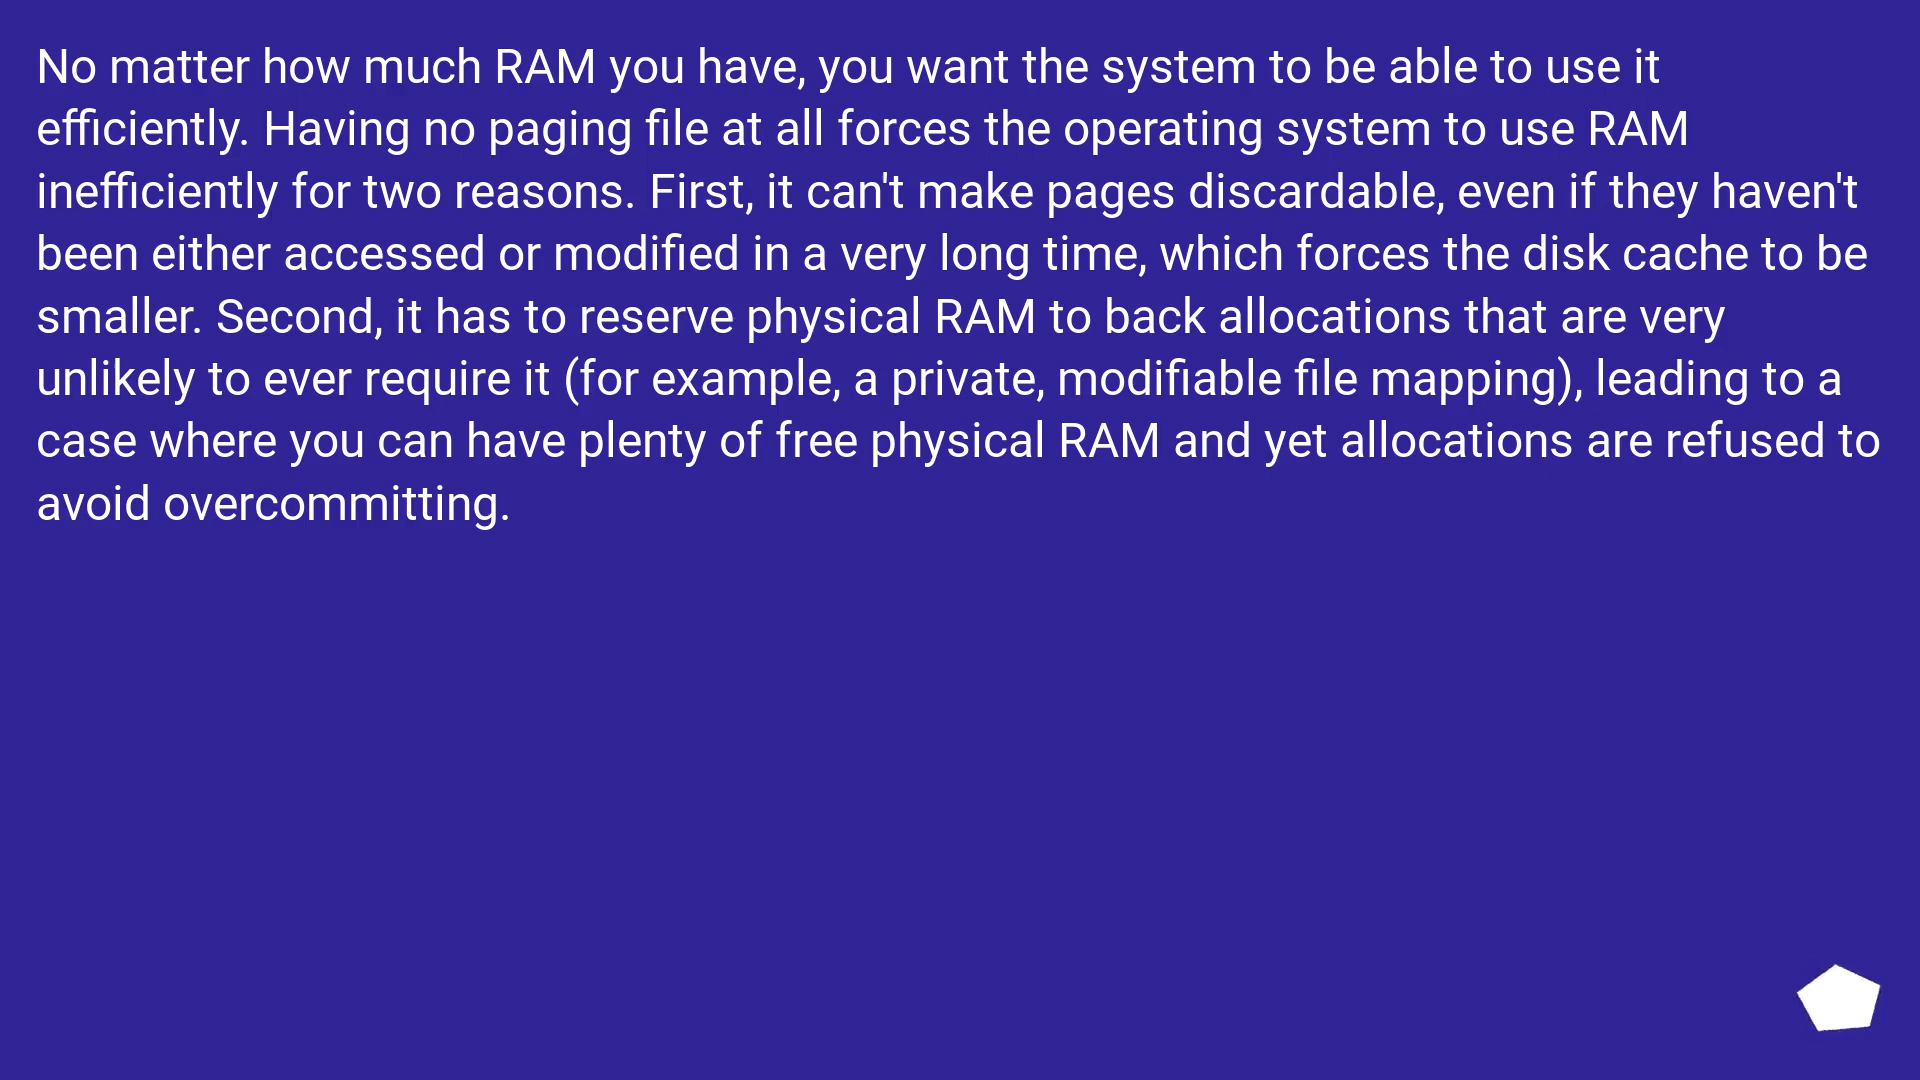 No matter how much RAM you have, you want the system to be able to use it
efficiently. Having no paging file at all forces the operating system to use RAM
inefficiently for two reasons. First, it can't make pages discardable, even if they haven't
been either accessed or modified in a very long time, which forces the disk cache to be
smaller. Second, it has to reserve physical RAM to back allocations that are very
unlikely to ever require it (for example, a private, modifiable file mapping), leading to a
case where you can have plenty of free physical RAM and yet allocations are refused to
avoid overcommitting.